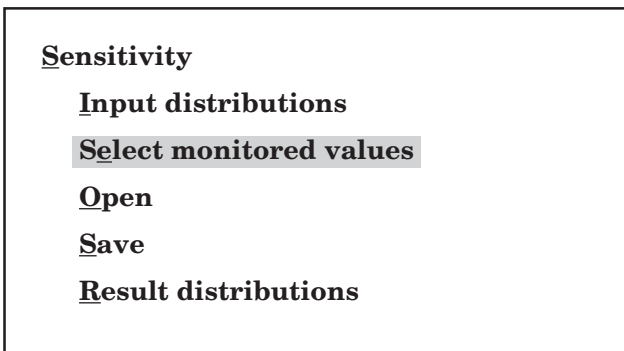 Sensitivity
Input distributions
Select monitored values
Open
Save
Result distributions